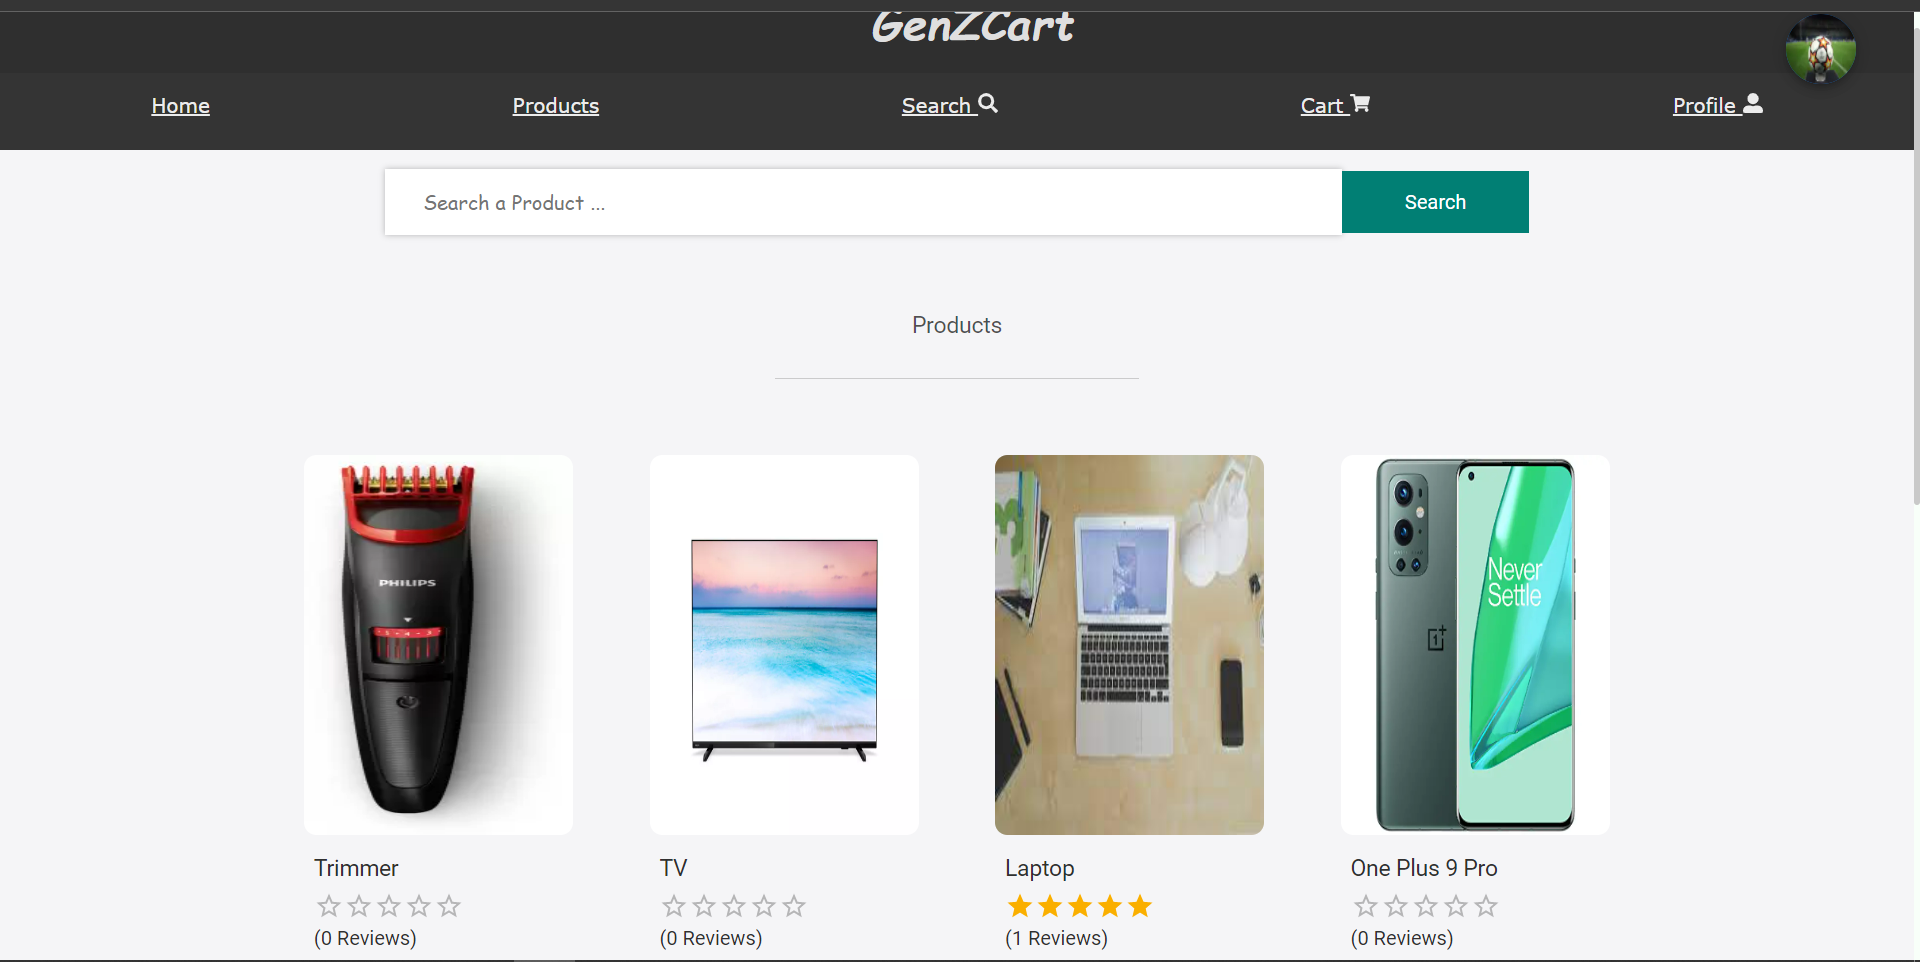 GenZCart
Home Products Search Cart Profile
Search a Product ... Search
Products
PHILIPS
Never
Settle
Trimmer TV Laptop One Plus 9 Pro
(0 Reviews) (0 Reviews) (1 Reviews) (0 Reviews)